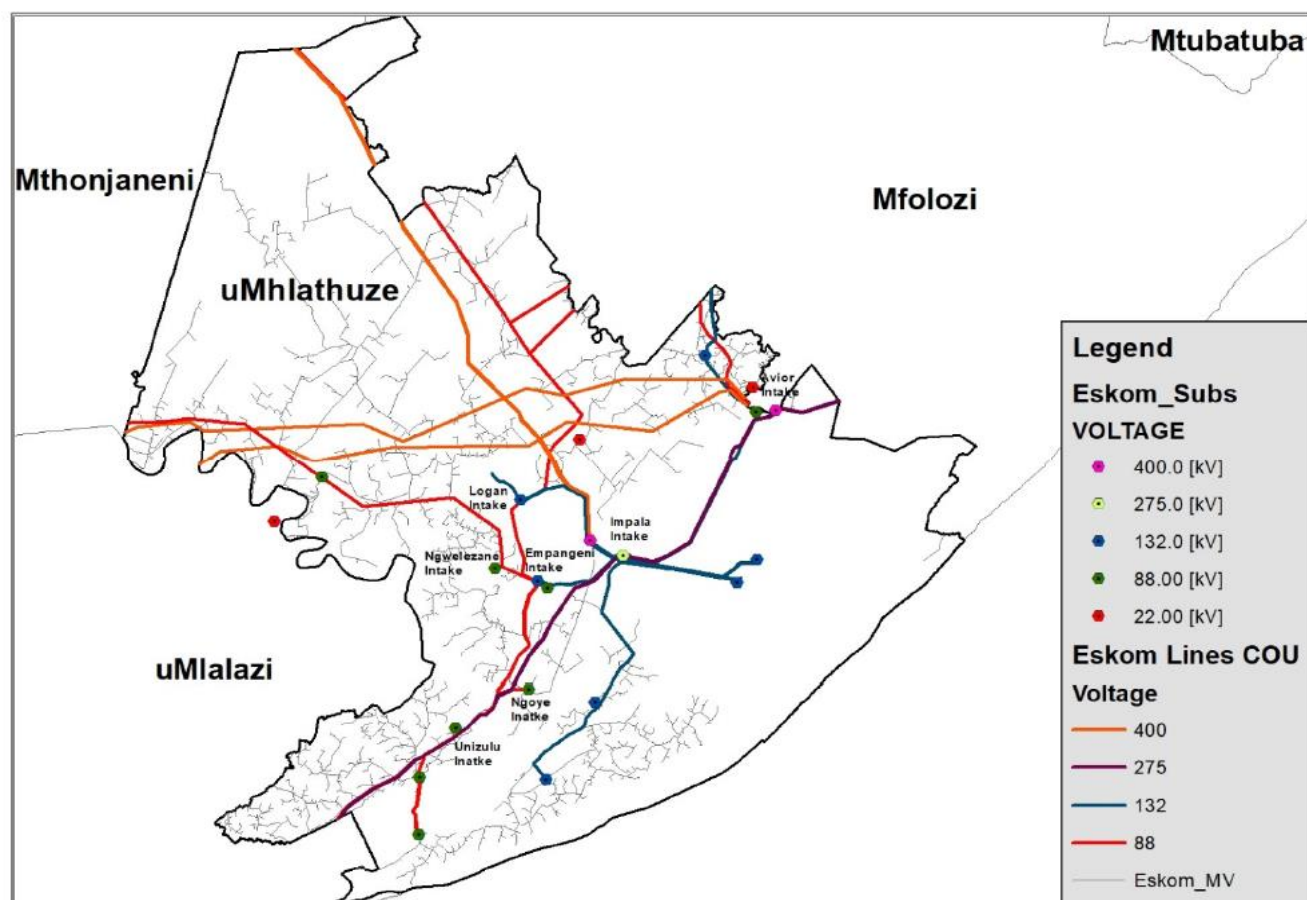 Mtubatuba
Mthonjaneni
Mfolozi
uMhlathuze
Avior
Intake
Logan
Intake
Impala
Intake
Ngwelezane
Intake
Empangeni
Intake
uMlalazi
Ngoye
Inatke
Unizulu
Inatke
Legend
Eskom_Subs
VOLTAGE
400.0 [kV]
275.0 [kV]
132.0 [kV]
88.00 [kV]
22.00 [kV]
Eskom Lines COU
Voltage
400
275
132
88
Eskom_MV